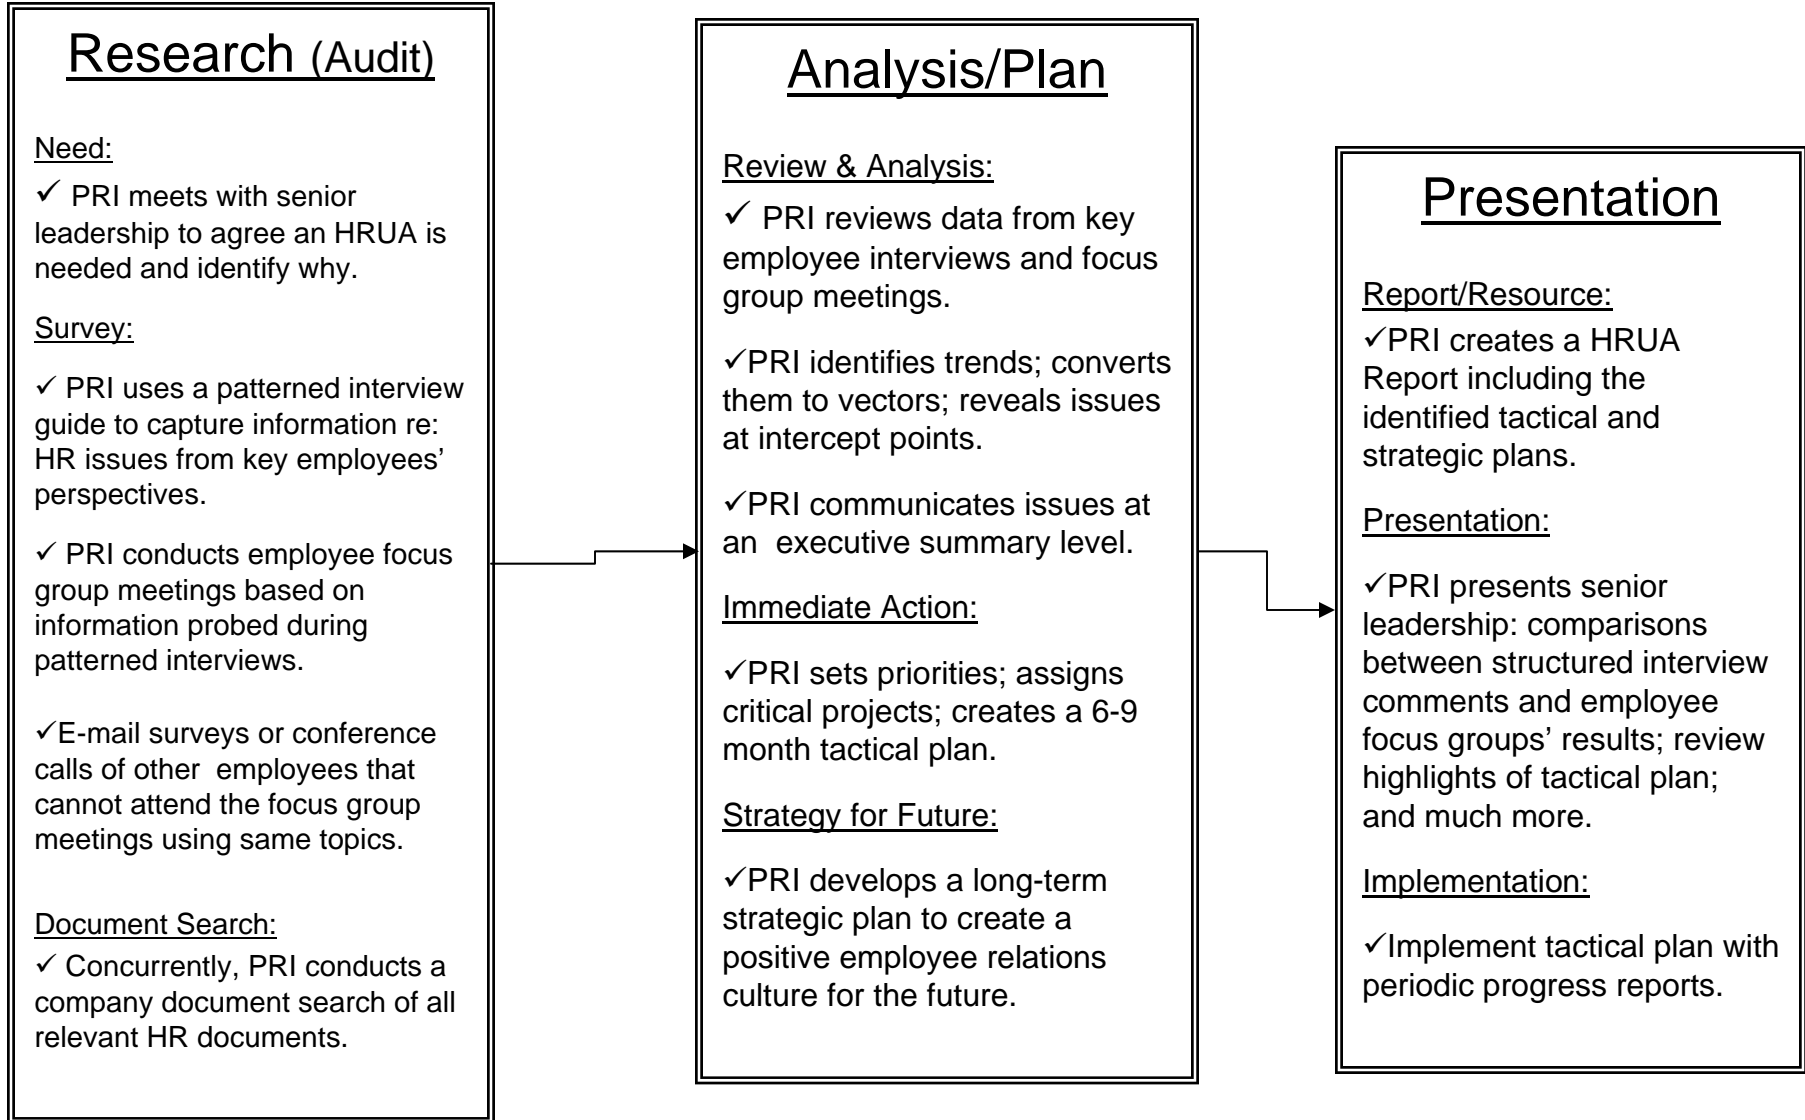 Research (Audit)
Need:
✓ PRI meets with senior
leadership to agree an HRUA is
needed and identify why.
Survey:
✓ PRI uses a patterned interview
guide to capture information re:
HR issues from key employees’
perspectives.
✓ PRI conducts employee focus
group meetings based on
information probed during
patterned interviews.
✓E-mail surveys or conference
calls of other employees that
cannot attend the focus group
meetings using same topics.
Document Search:
✓ Concurrently, PRI conducts a
company document search of all
relevant HR documents.
Analysis/Plan
Review & Analysis:
✓ PRI reviews data from key
employee interviews and focus
group meetings.
✓PRI identifies trends; converts
them to vectors; reveals issues
at intercept points.
✓PRI communicates issues at
an executive summary level.
Immediate Action:
✓PRI sets priorities; assigns
critical projects; creates a 6-9
month tactical plan.
Strategy for Future:
✓PRI develops a long-term
strategic plan to create a
positive employee relations
culture for the future.
Presentation
Report/Resource:
✓PRI creates a HRUA
Report including the
identified tactical and
strategic plans.
Presentation:
✓PRI presents senior
leadership: comparisons
between structured interview
comments and employee
focus groups’ results; review
highlights of tactical plan;
and much more.
Implementation:
✓Implement tactical plan with
periodic progress reports.